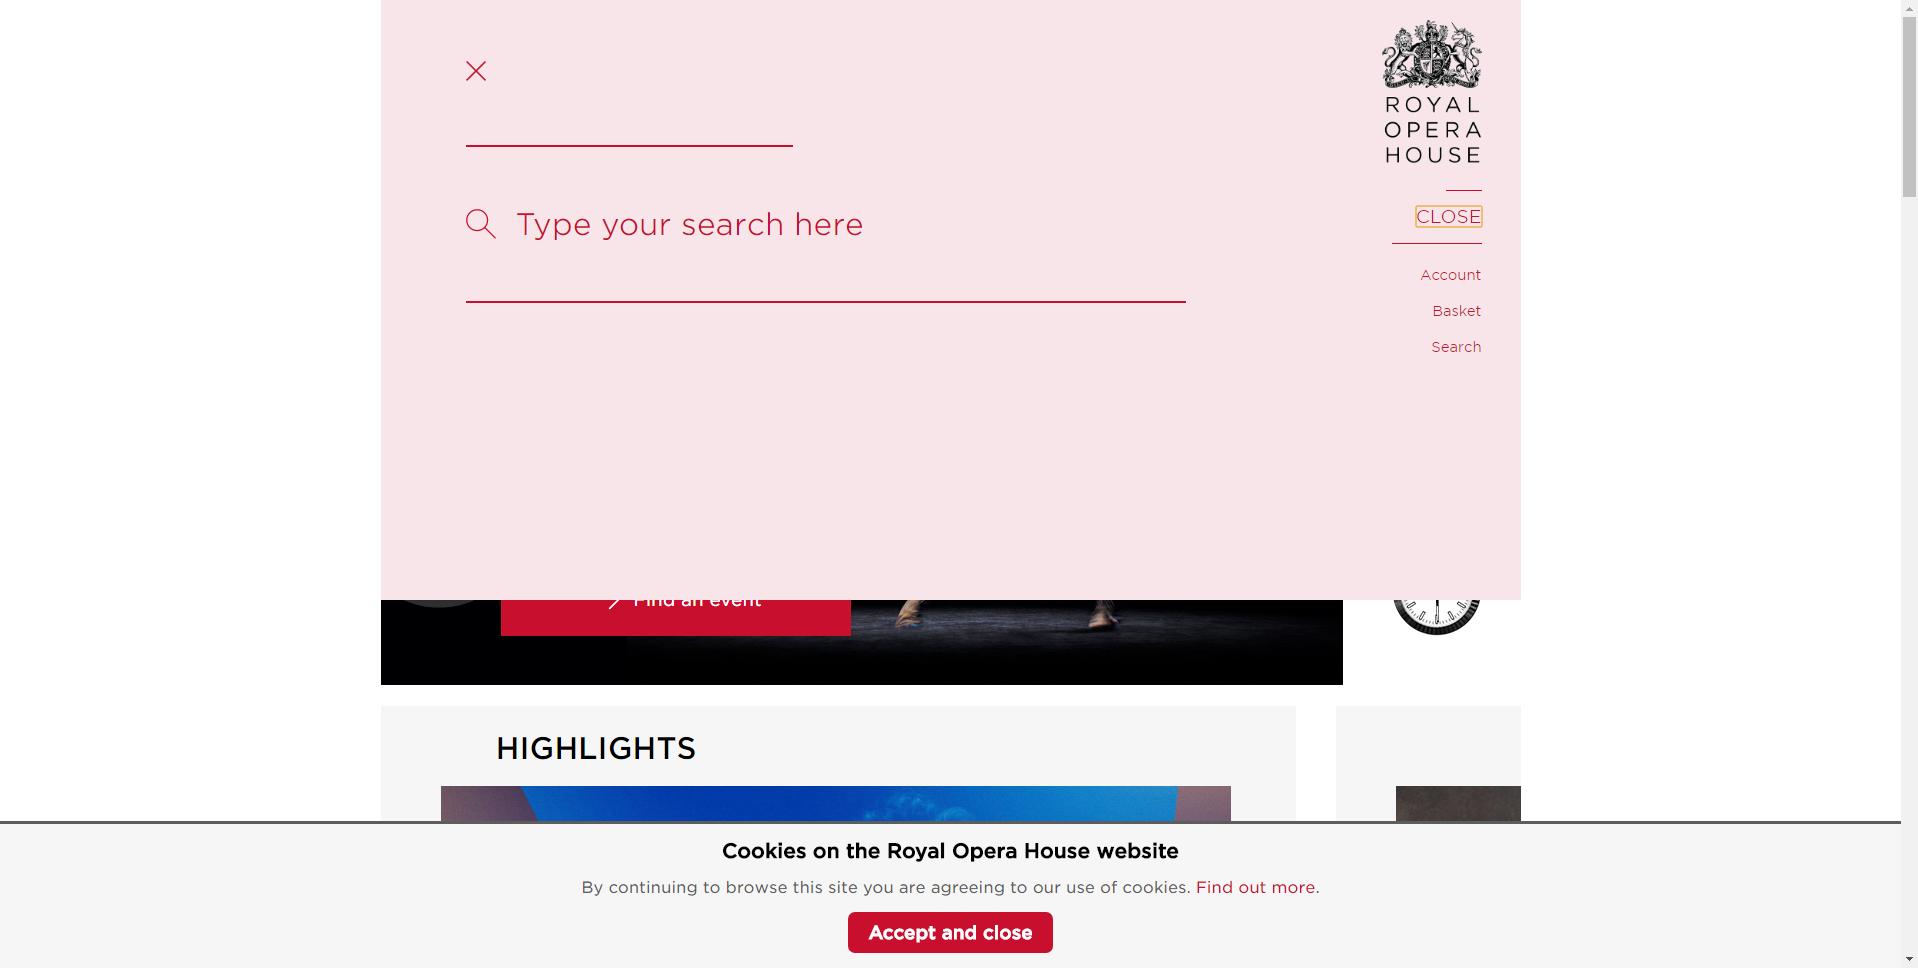 ROYAL
OPERA
HOUSE
Type your search here
CLOSE
Account
Basket
Search
Find an event
HIGHLIGHTS
Cookies on the Royal Opera House website
By continuing to browse this site you are agreeing to our use of cookies. Find out more.
Accept and close